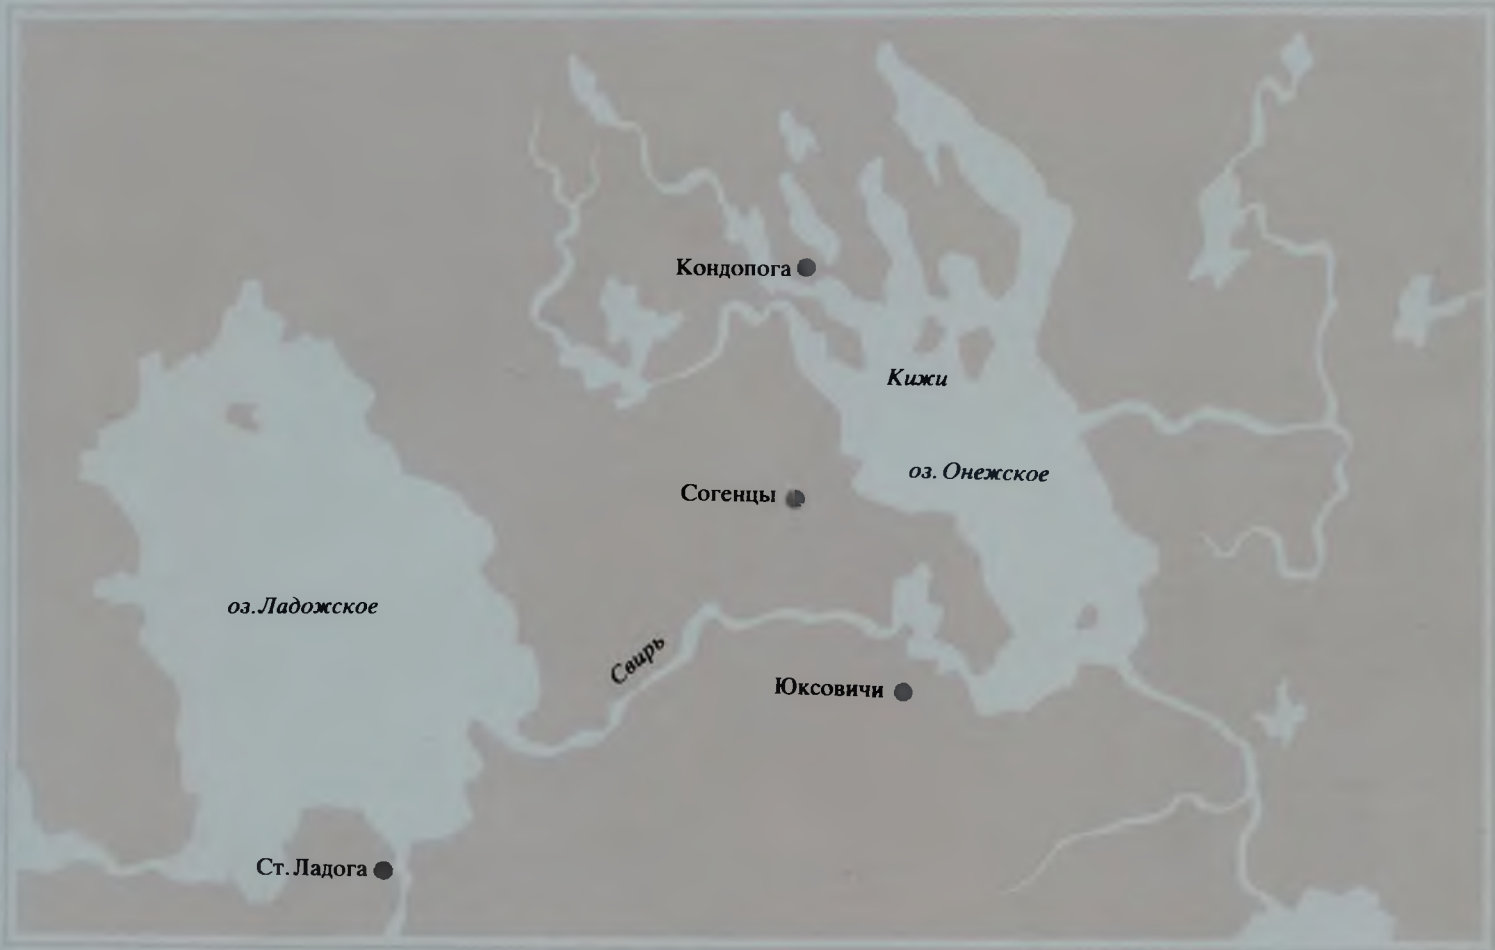 Кондопога
Кижи
оз. Онежское
Согенцы
оз. Ладожское
Свирь
Юксовичи
Ст. Ладога